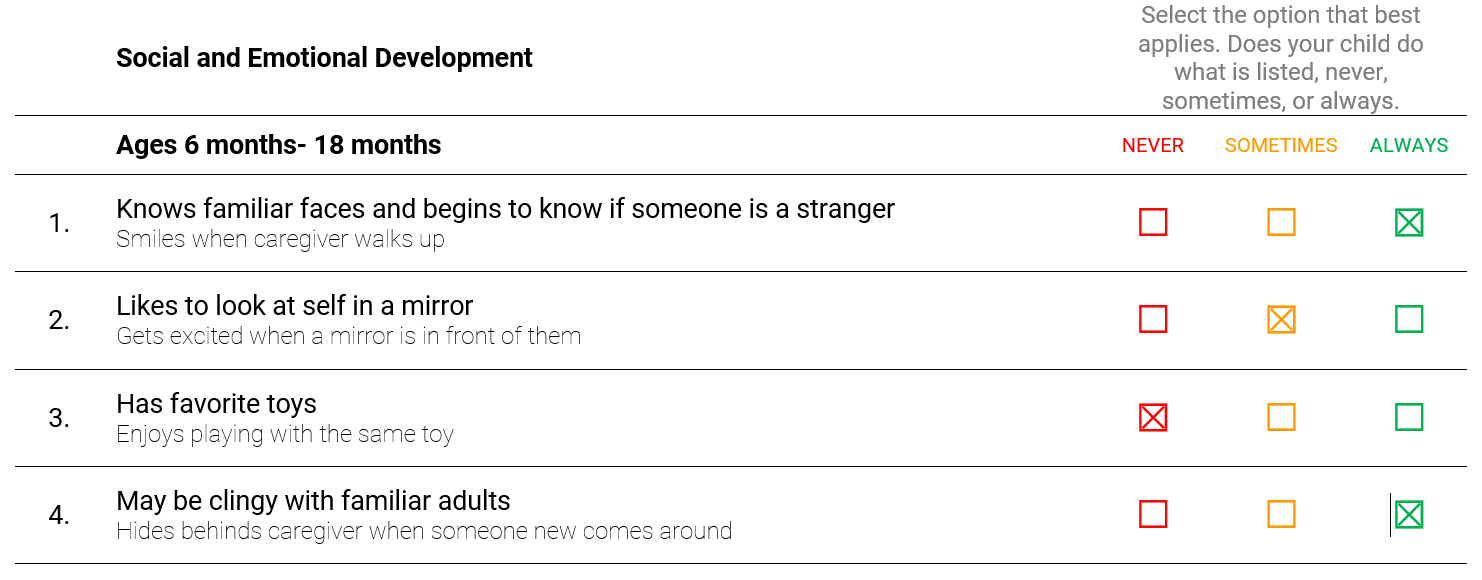 Select the option that best
applies. Does your child do
what is listed, never,
sometimes, or always.
Social and Emotional Development
Ages 6 months- 18 months
NEVER SOMETIMES ALWAYS
1.
Knows familiar faces and begins to know if someone is a stranger
Smiles when caregiver walks up
2.
Likes to look at self in a mirror
Gets excited when a mirror is in front of them
3.
Has favorite toys
Enjoys playing with the same toy
4.
May be clingy with familiar adults
Hides behinds caregiver when someone new comes around